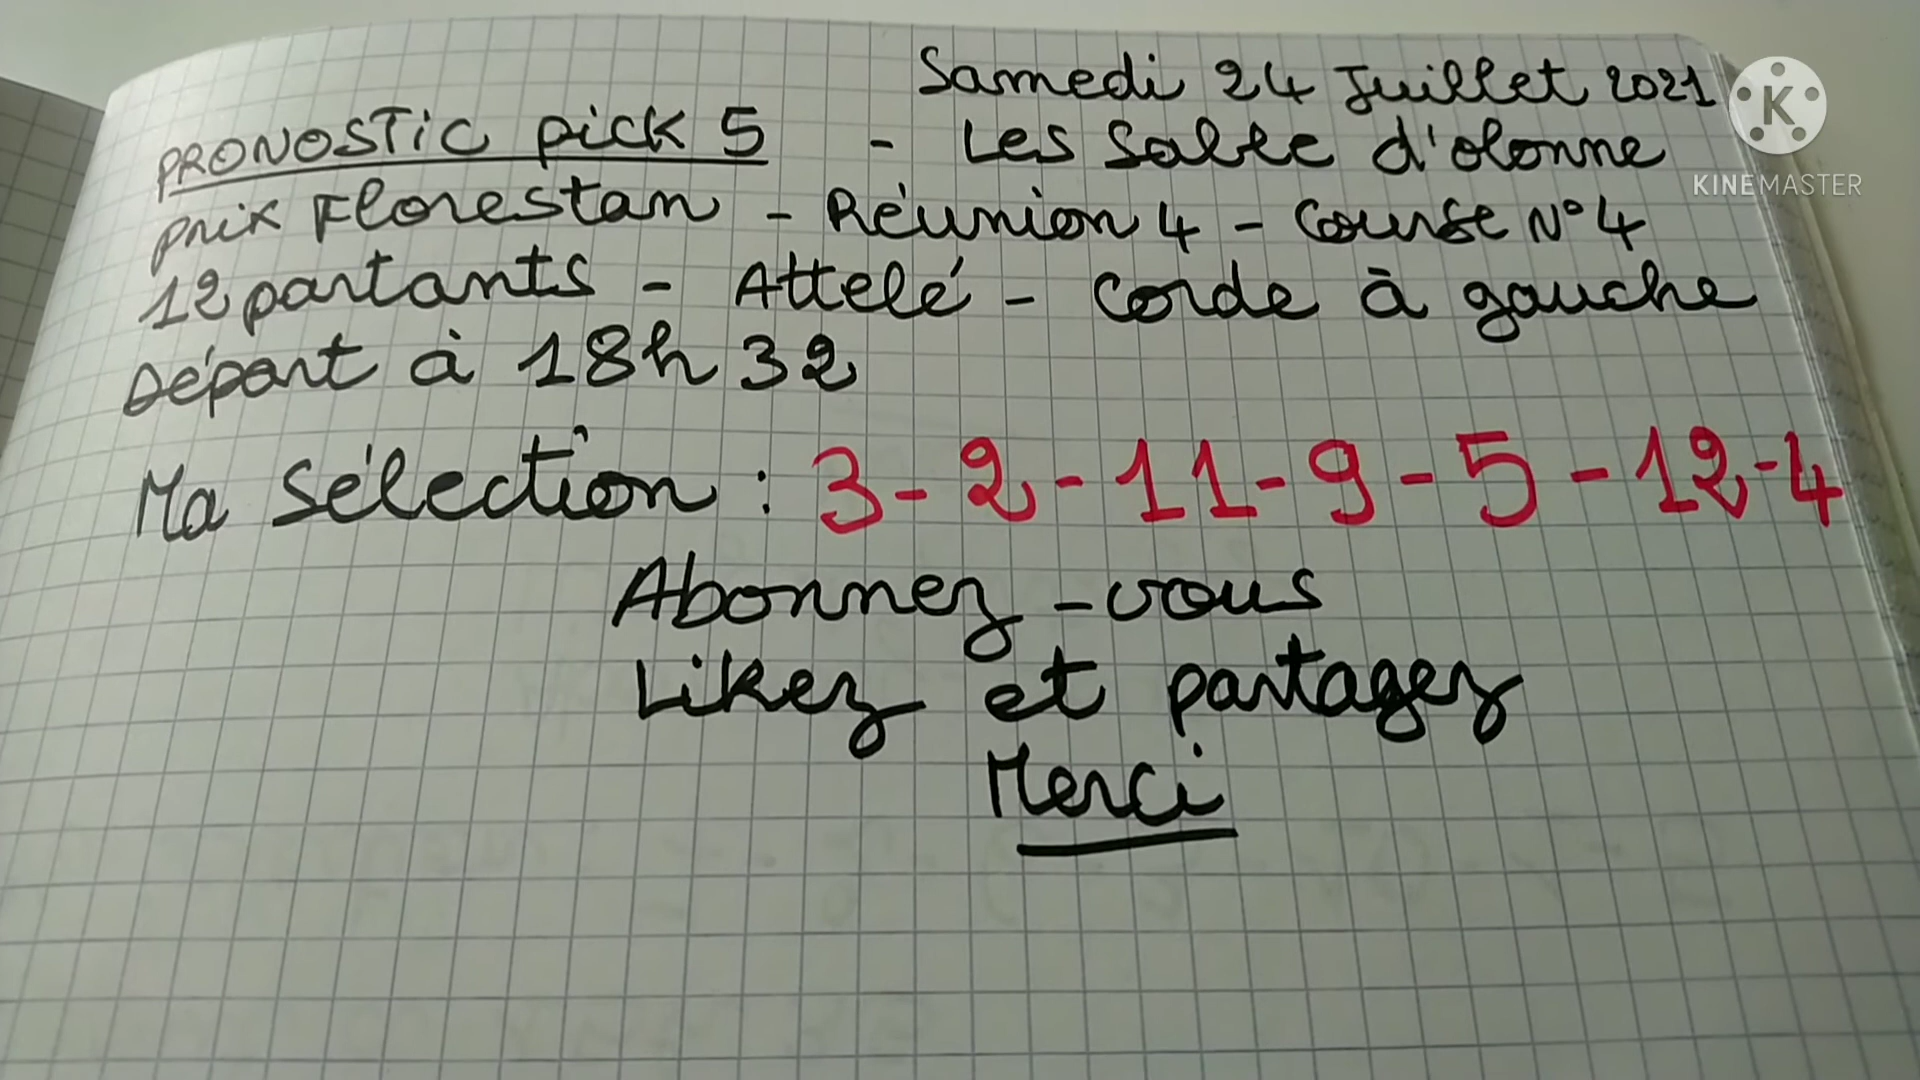 Samedi 24 Juillet 2021
PRONOSTIC pick 5 - Les Sable d'olonne
prix Florestan - Réunion 4 - Course N°4
12 partants - Attelé - Corde à gauche
Départ à 18h32
Ma Sélection : 3-2-11-9-5-12-4
Abonnez-vous
Likez et partagez
Merci
K
KINEMASTER